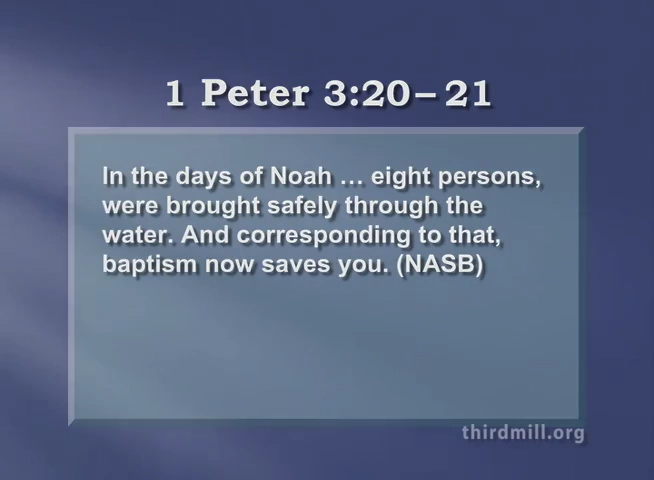 1 Peter 3:20–21
In the days of Noah … eight persons,
were brought safely through the
water. And corresponding to that,
baptism now saves you. (NASB)
thirdmill.org